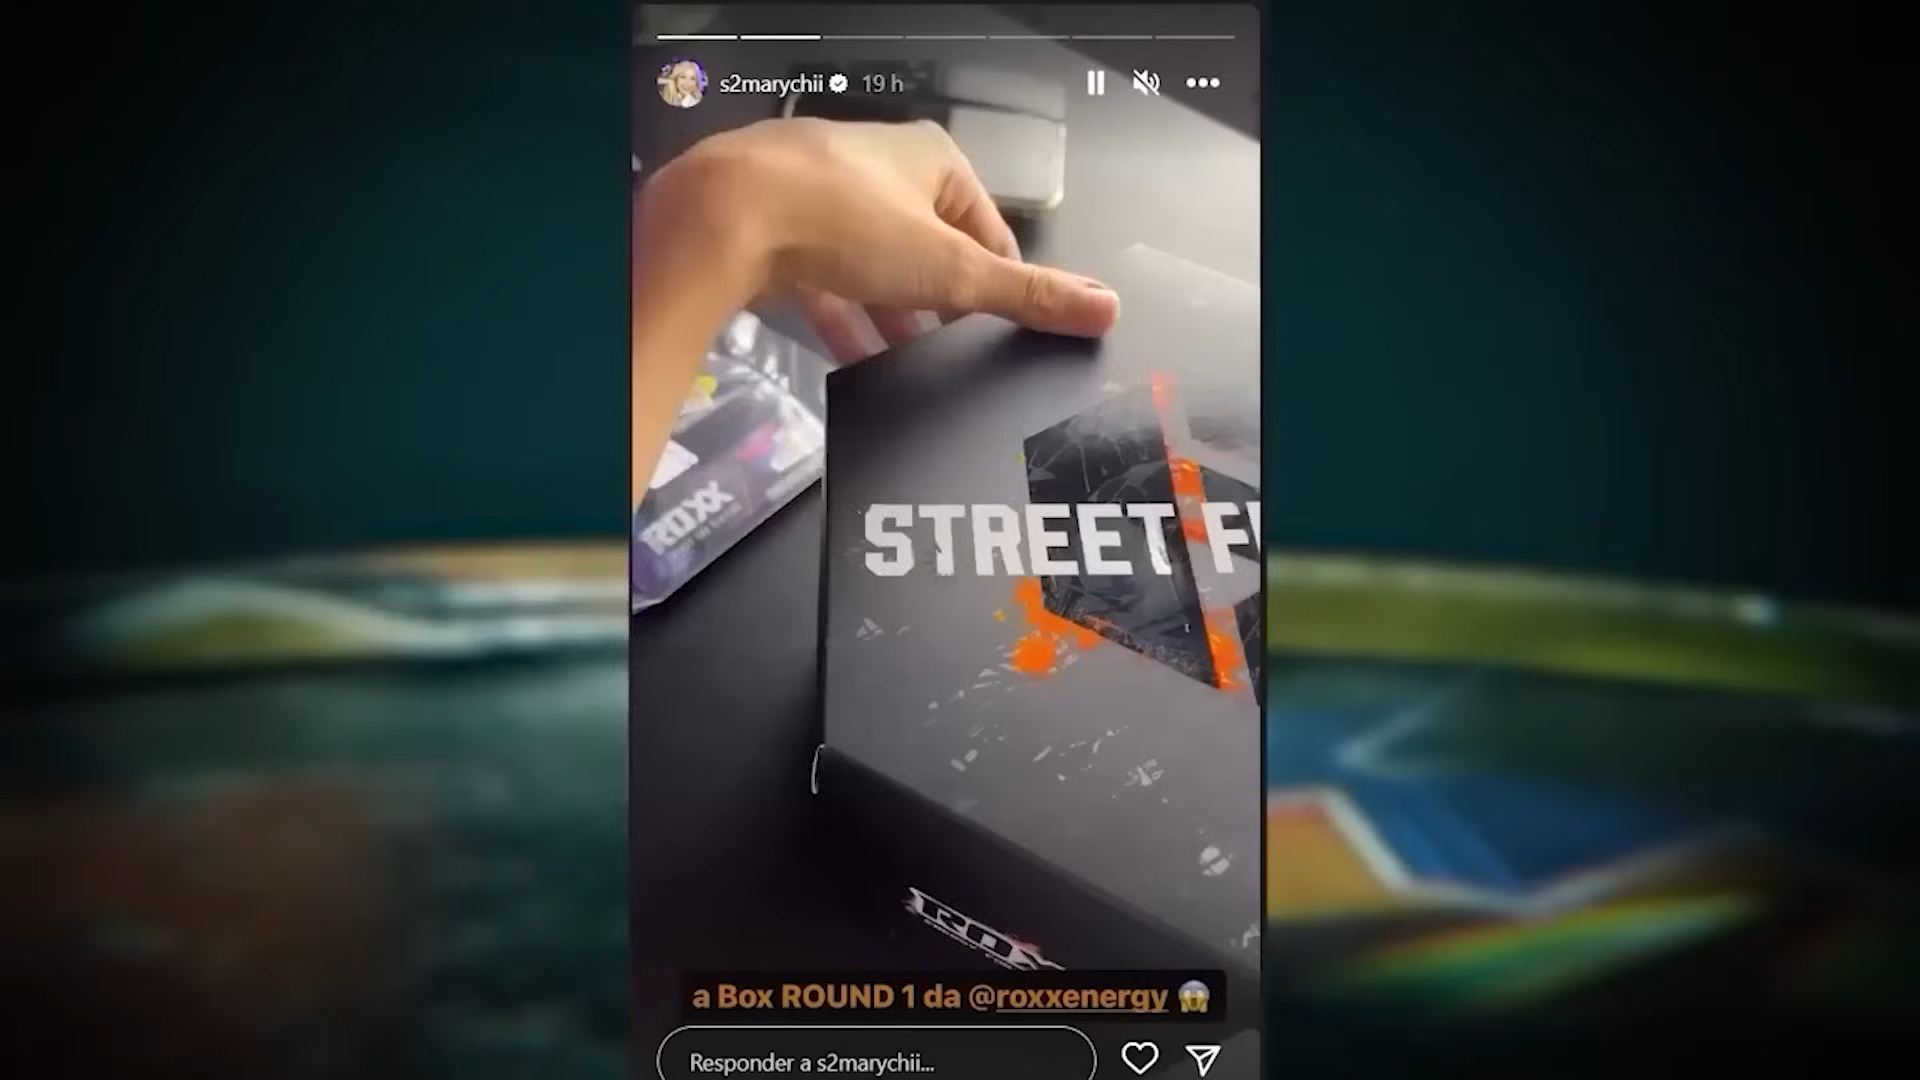 s2marychii 19 h
ROXX
STREET
a Box ROUND 1 da @roxxenergy
Responder a s2marychii...